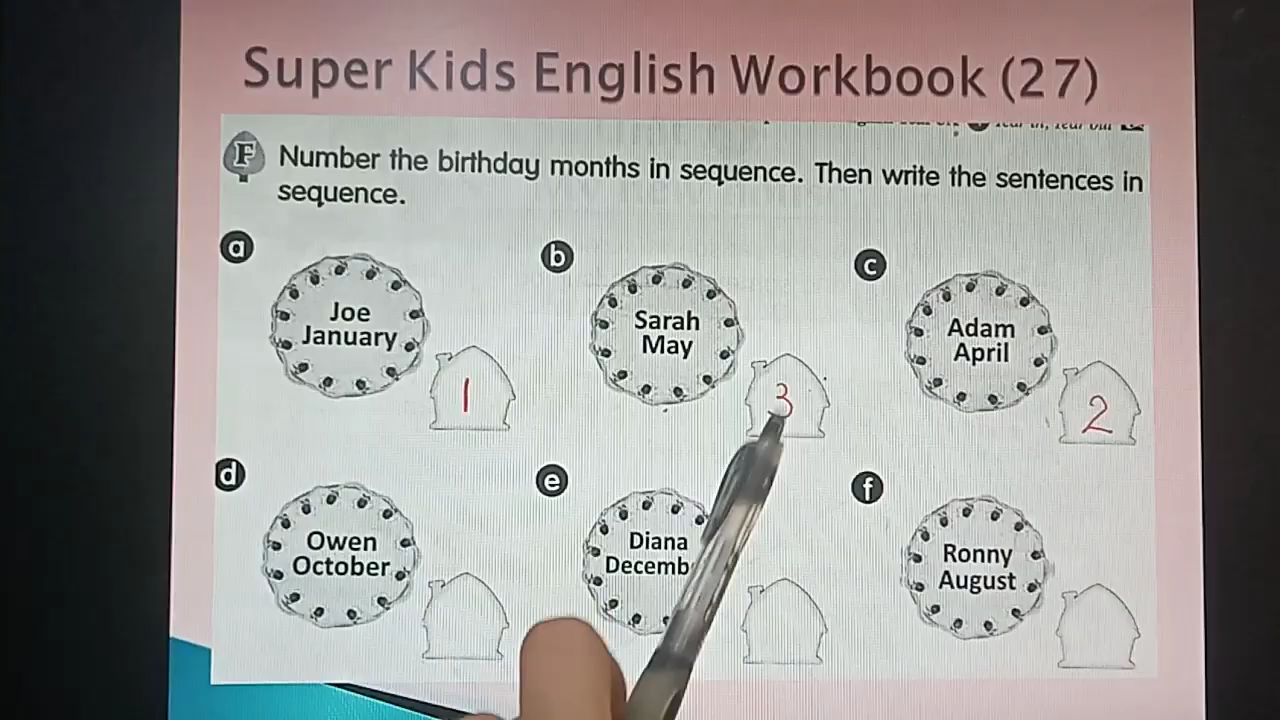 Super Kids English Workbook (27)
F Number the birthday months in sequence. Then write the sentences in
sequence.
a
Joe
January
1
b
Sarah
May
3
c
Adam
April
2
d
Owen
October
e
Diana
Decemb
f
Ronny
August